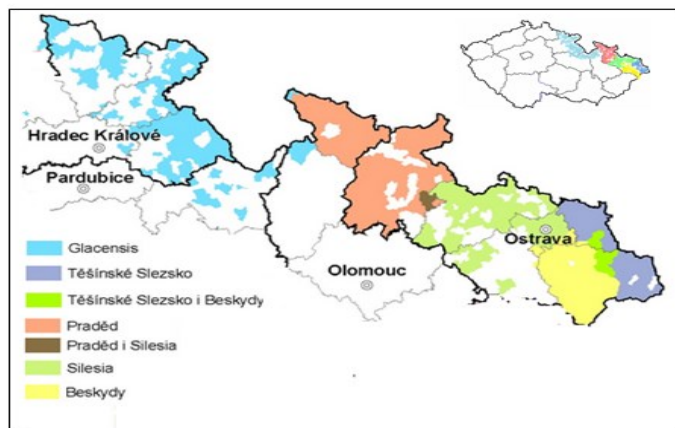 Hradec Králové
Pardubice
Olomouc
Ostrava
Glacensis
Těšínské Slezsko
Těšínské Slezsko i Beskydy
Praděd
Praděd i Silesia
Silesia
Beskydy